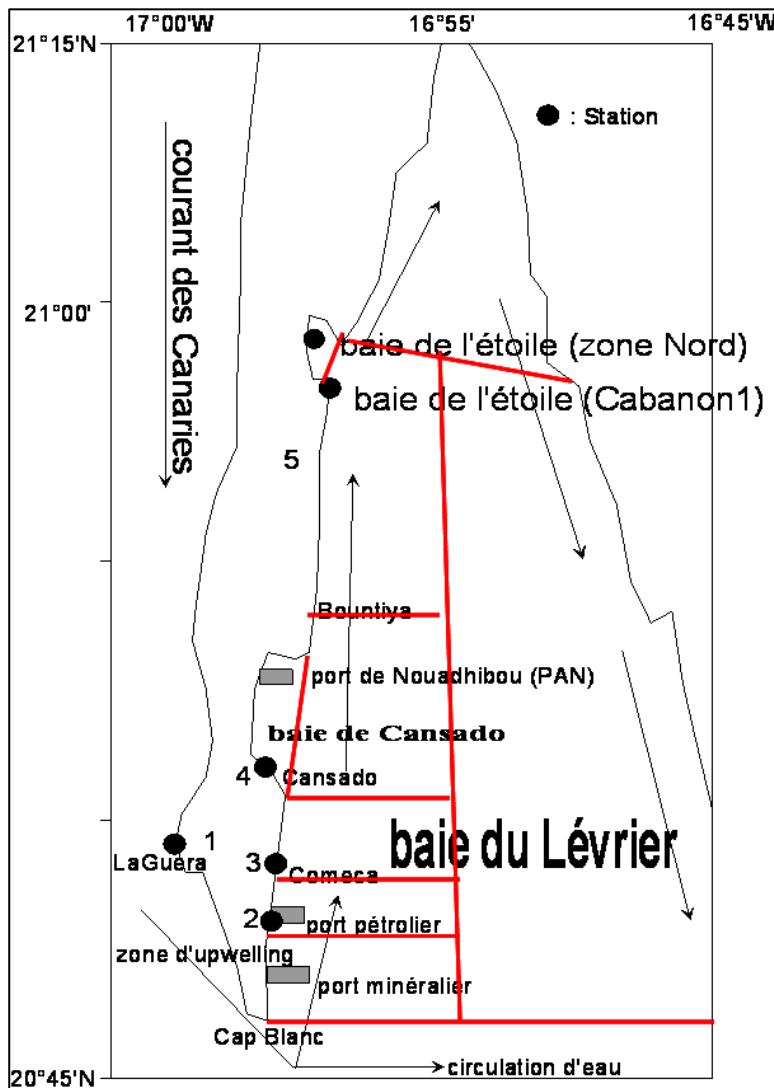 17°00'W 16°55' 16°45'W
21°15'N
: Station
courant des Canaries
21°00'
baie de l'étoile (zone Nord)
baie de l'étoile (Cabanon1)
5
Bountiya
port de Nouadhibou (PAN)
baie de Cansado
4
Cansado
baie du Lévrier
1
LaGuera
3
Comeca
2
port pétrolier
zone d'upwelling
port minéralier
Cap Blanc
circulation d'eau
20°45'N